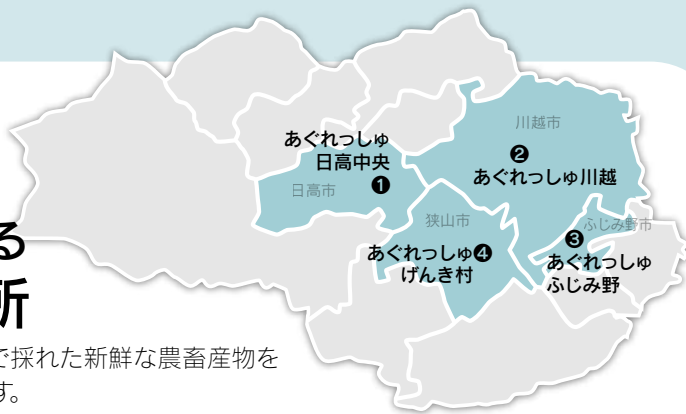 川越市
❷
あぐれっしゅ川越
あぐれっしゅ
日高中央
日高市
❶
狭山市
あぐれっしゅ❹
げんき村
ふじみ野市
❸
あぐれっしゅ
ふじみ野
る
所
で採れた新鮮な農畜産物を
す。